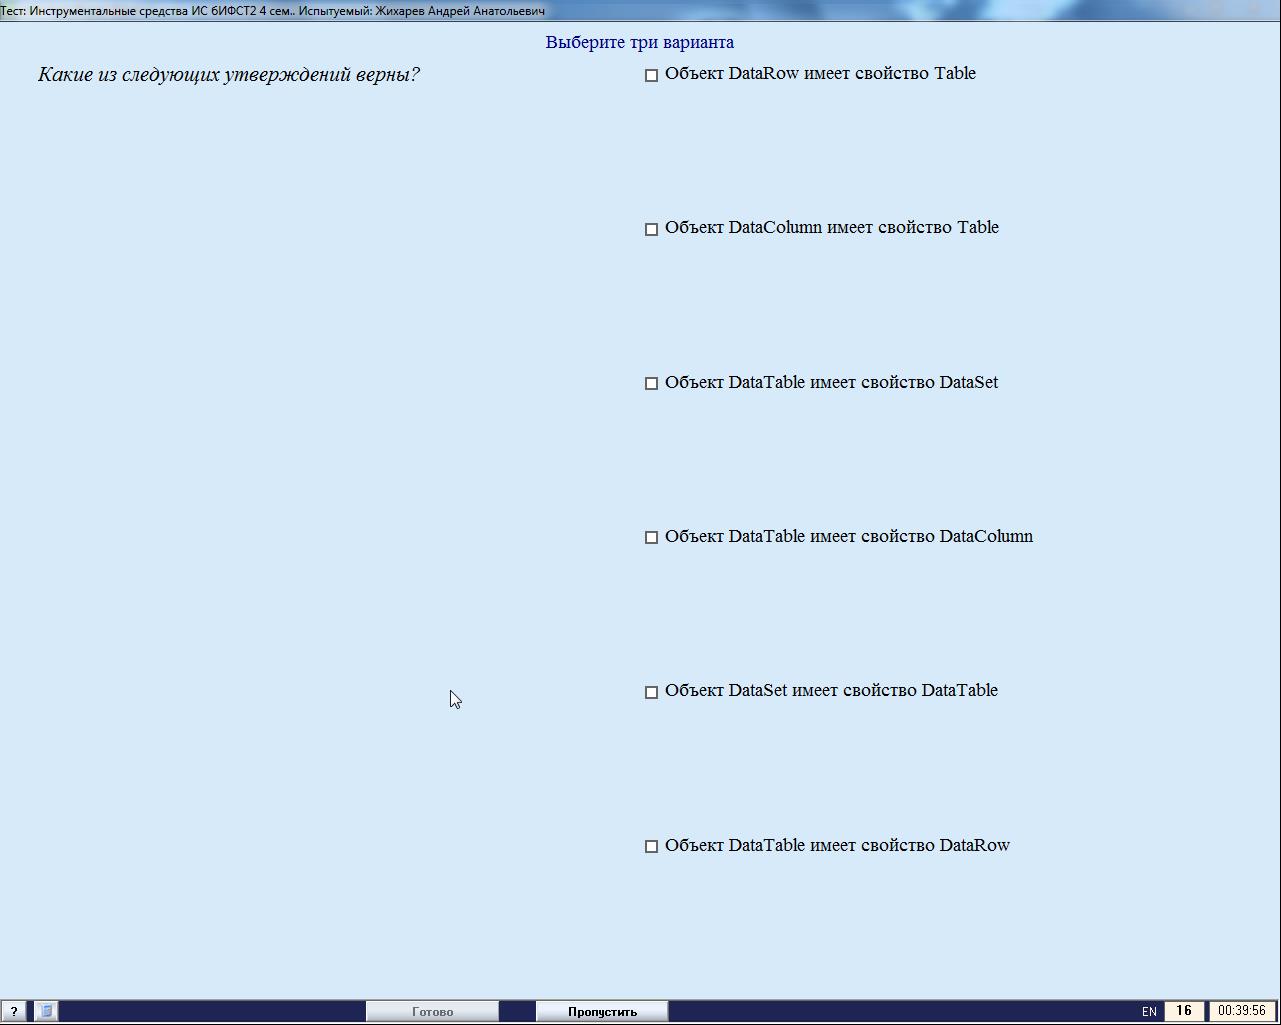 Тест: Инструментальные средства ИС бИФСТ2 4 сем.. Испытуемый: Жихарев Андрей Анатольевич
Выберите три варианта
Какие из следующих утверждений верны?
Объект DataRow имеет свойство Table
Объект DataColumn имеет свойство Table
Объект DataTable имеет свойство DataSet
Объект DataTable имеет свойство DataColumn
Объект DataSet имеет свойство DataTable
Объект DataTable имеет свойство DataRow
? Готово Пропустить EN 16 00:39:56